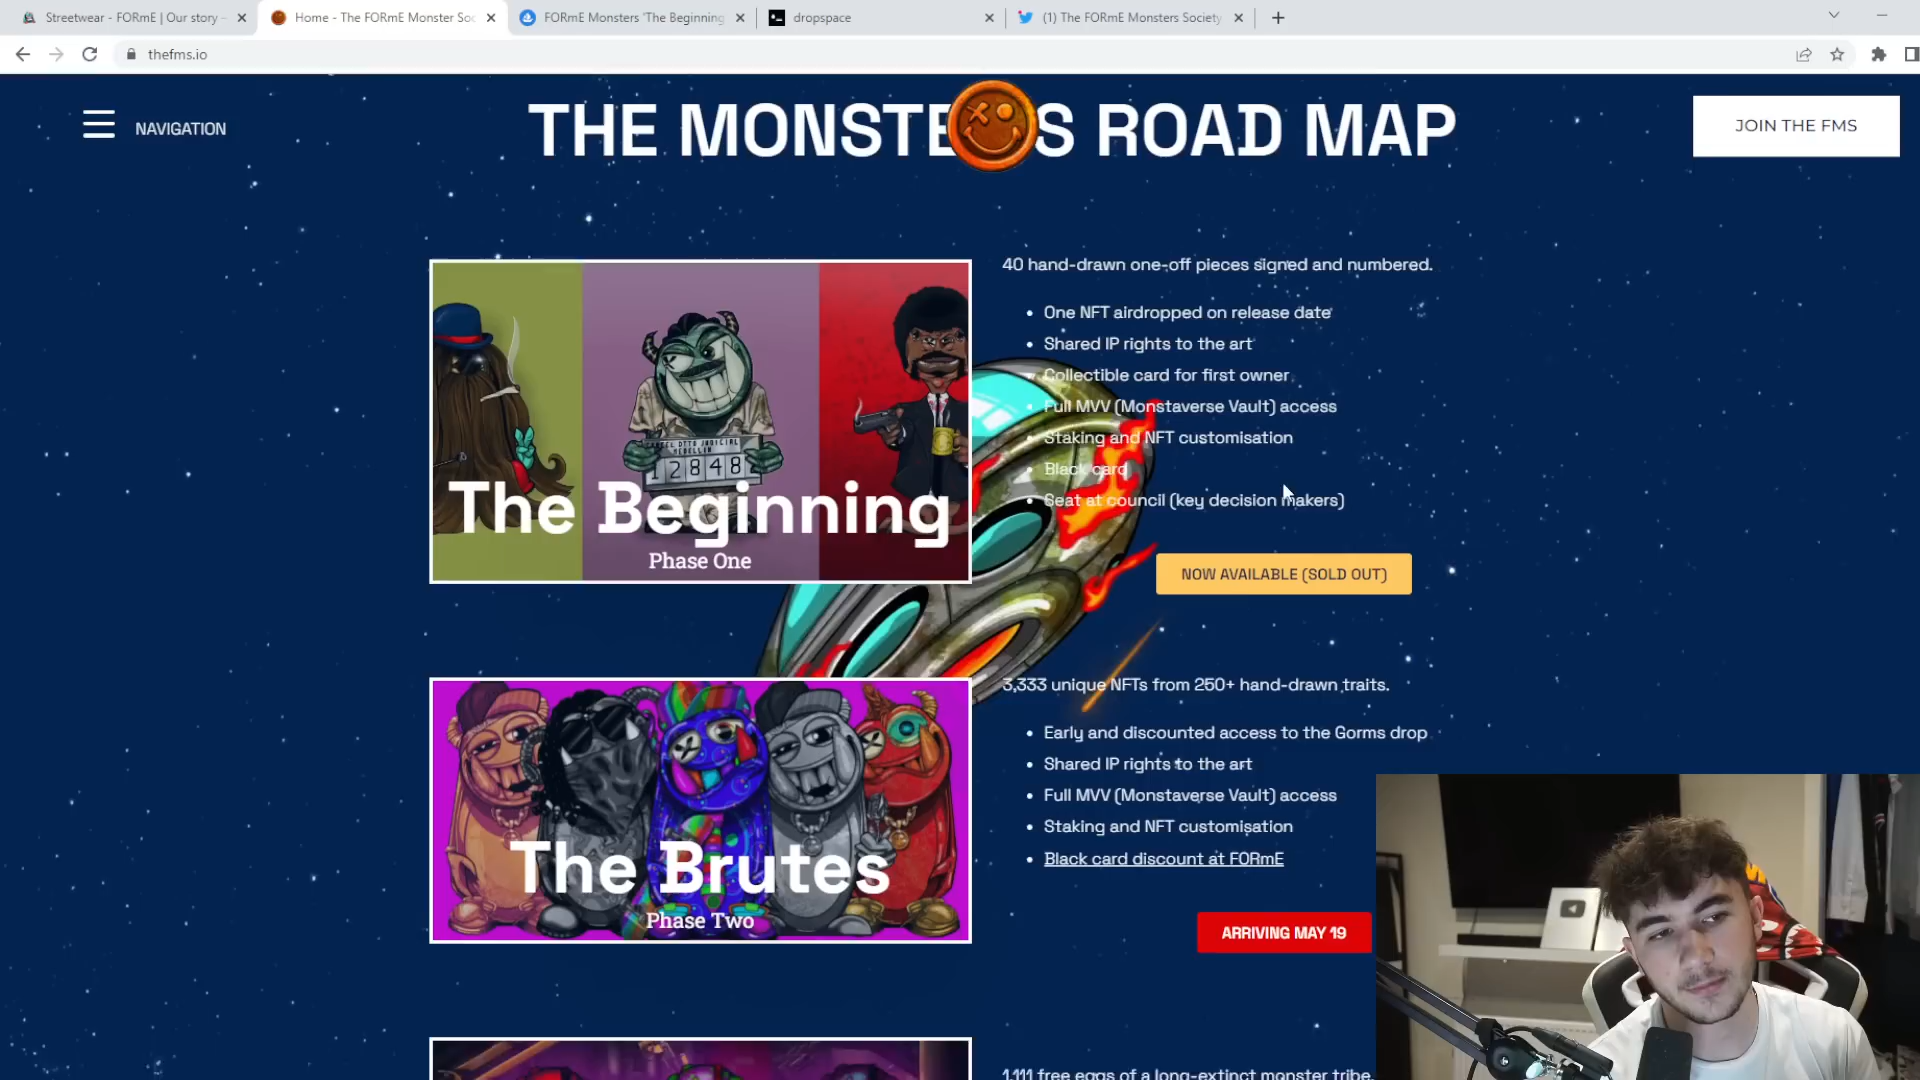 Streetwear - FORmE | Our story -
Home - The FORmE Monster Soc
FORmE Monsters 'The Beginning
dropspace
(1) The FORmE Monsters Society
thefms.io
NAVIGATION
THE MONSTE S ROAD MAP
JOIN THE FMS
40 hand-drawn one-off pieces signed and numbered.
• One NFT airdropped on release date
• Shared IP rights to the art
• Collectible card for first owner
• Full MVV (Monstaverse Vault) access
• Staking and NFT customisation
• Black card
• Seat at council (key decision makers)
12848
The Beginning
Phase One
NOW AVAILABLE (SOLD OUT)
3,333 unique NFTs from 250+ hand-drawn traits.
• Early and discounted access to the Gorms drop
• Shared IP rights to the art
• Full MVV (Monstaverse Vault) access
• Staking and NFT customisation
• Black card discount at FORmE
The Brutes
Phase Two
ARRIVING MAY 19
1,111 free eggs of a long-extinct monster tribe.